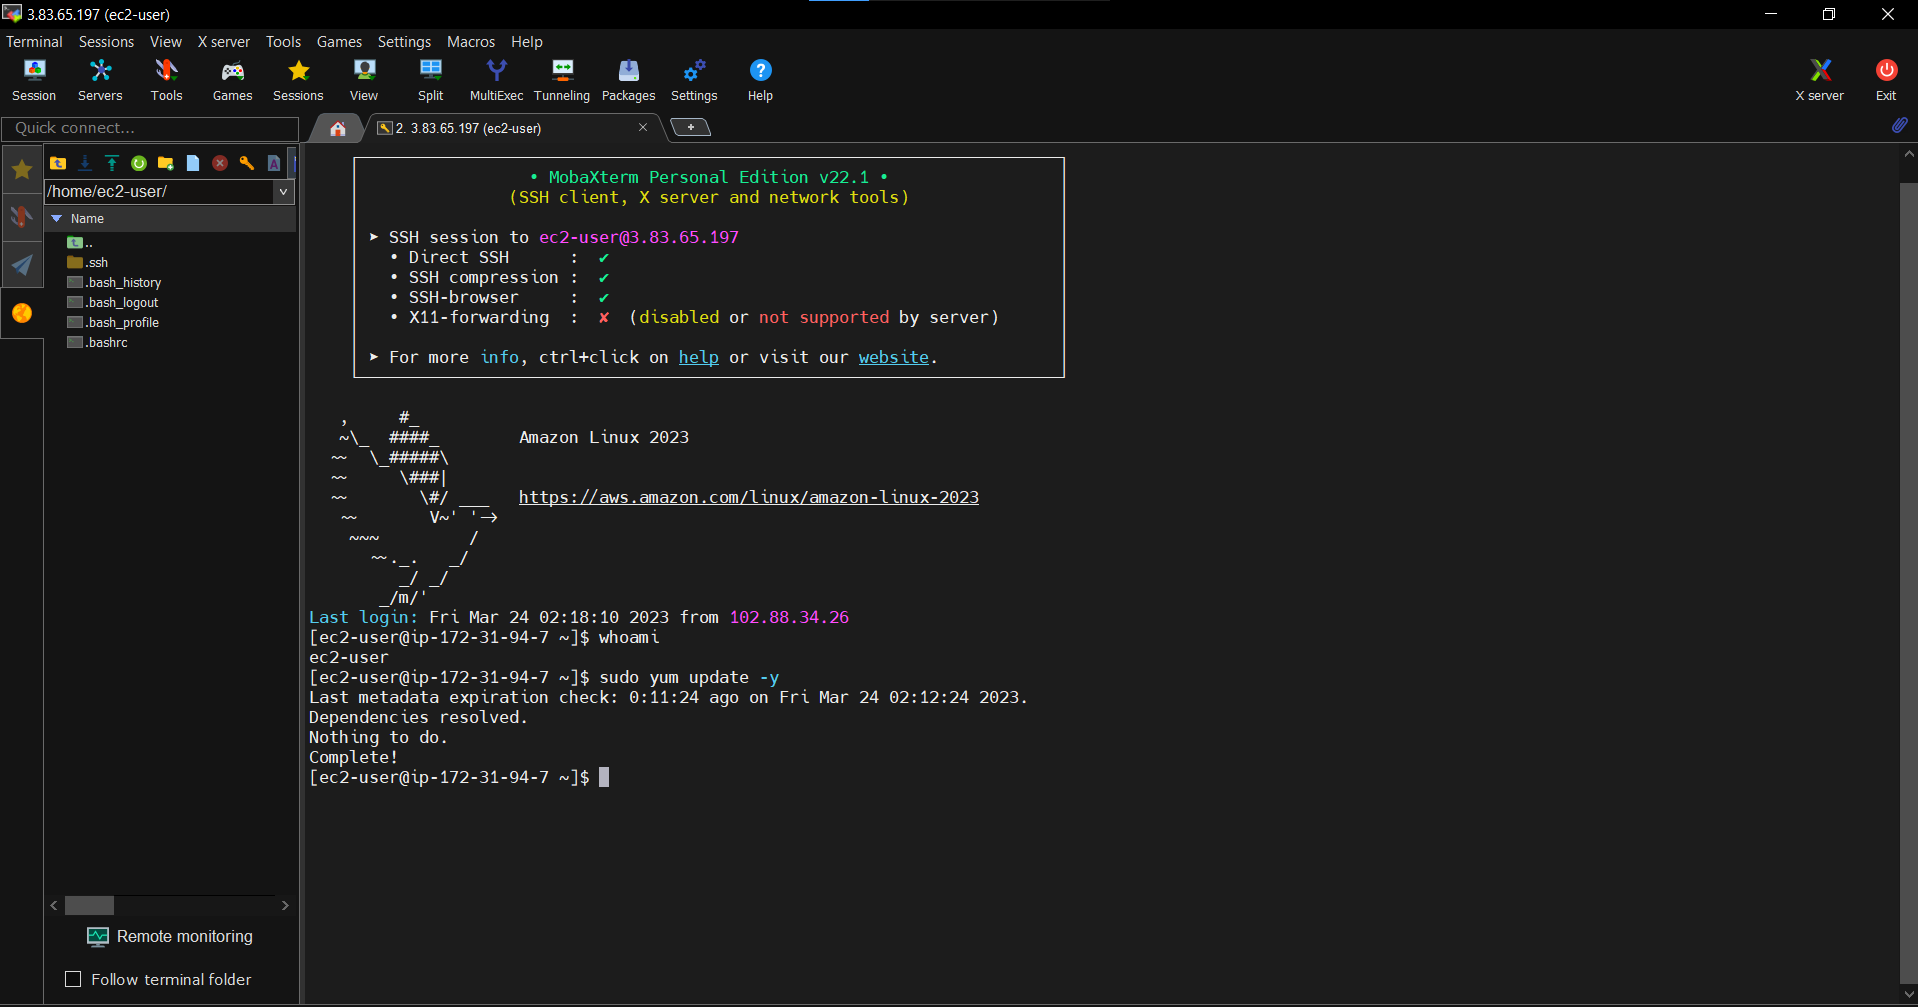 3.83.65.197 (ec2-user)
Terminal Sessions View X server Tools Games Settings Macros Help
Session Servers Tools Games Sessions View Split MultiExec Tunneling Packages Settings Help X server Exit
Quick connect...
2. 3.83.65.197 (ec2-user)
/home/ec2-user/
Name
..
.ssh
.bash_history
.bash_logout
.bash_profile
.bashrc
Remote monitoring
Follow terminal folder
• MobaXterm Personal Edition v22.1 •
(SSH client, X server and network tools)
➤ SSH session to ec2-user@3.83.65.197
• Direct SSH : ✔
• SSH compression : ✔
• SSH-browser : ✔
• X11-forwarding : ✘ (disabled or not supported by server)
➤ For more info, ctrl+click on help or visit our website.
, #_
~\_ ####_ Amazon Linux 2023
~~ \_#####\
~~ \###|
~~ \#/ ___ https://aws.amazon.com/linux/amazon-linux-2023
~~ V~' '->
~~~ /
~~._. _/
_/ _/
_/m/'
Last login: Fri Mar 24 02:18:10 2023 from 102.88.34.26
[ec2-user@ip-172-31-94-7 ~]$ whoami
ec2-user
[ec2-user@ip-172-31-94-7 ~]$ sudo yum update -y
Last metadata expiration check: 0:11:24 ago on Fri Mar 24 02:12:24 2023.
Dependencies resolved.
Nothing to do.
Complete!
[ec2-user@ip-172-31-94-7 ~]$